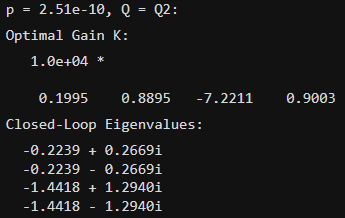 p = 2.51e-10, Q = Q2:
Optimal Gain K:
1.0e+04 *
0.1995 0.8895 -7.2211 0.9003
Closed-Loop Eigenvalues:
-0.2239 + 0.2669i
-0.2239 - 0.2669i
-1.4418 + 1.2940i
-1.4418 - 1.2940i